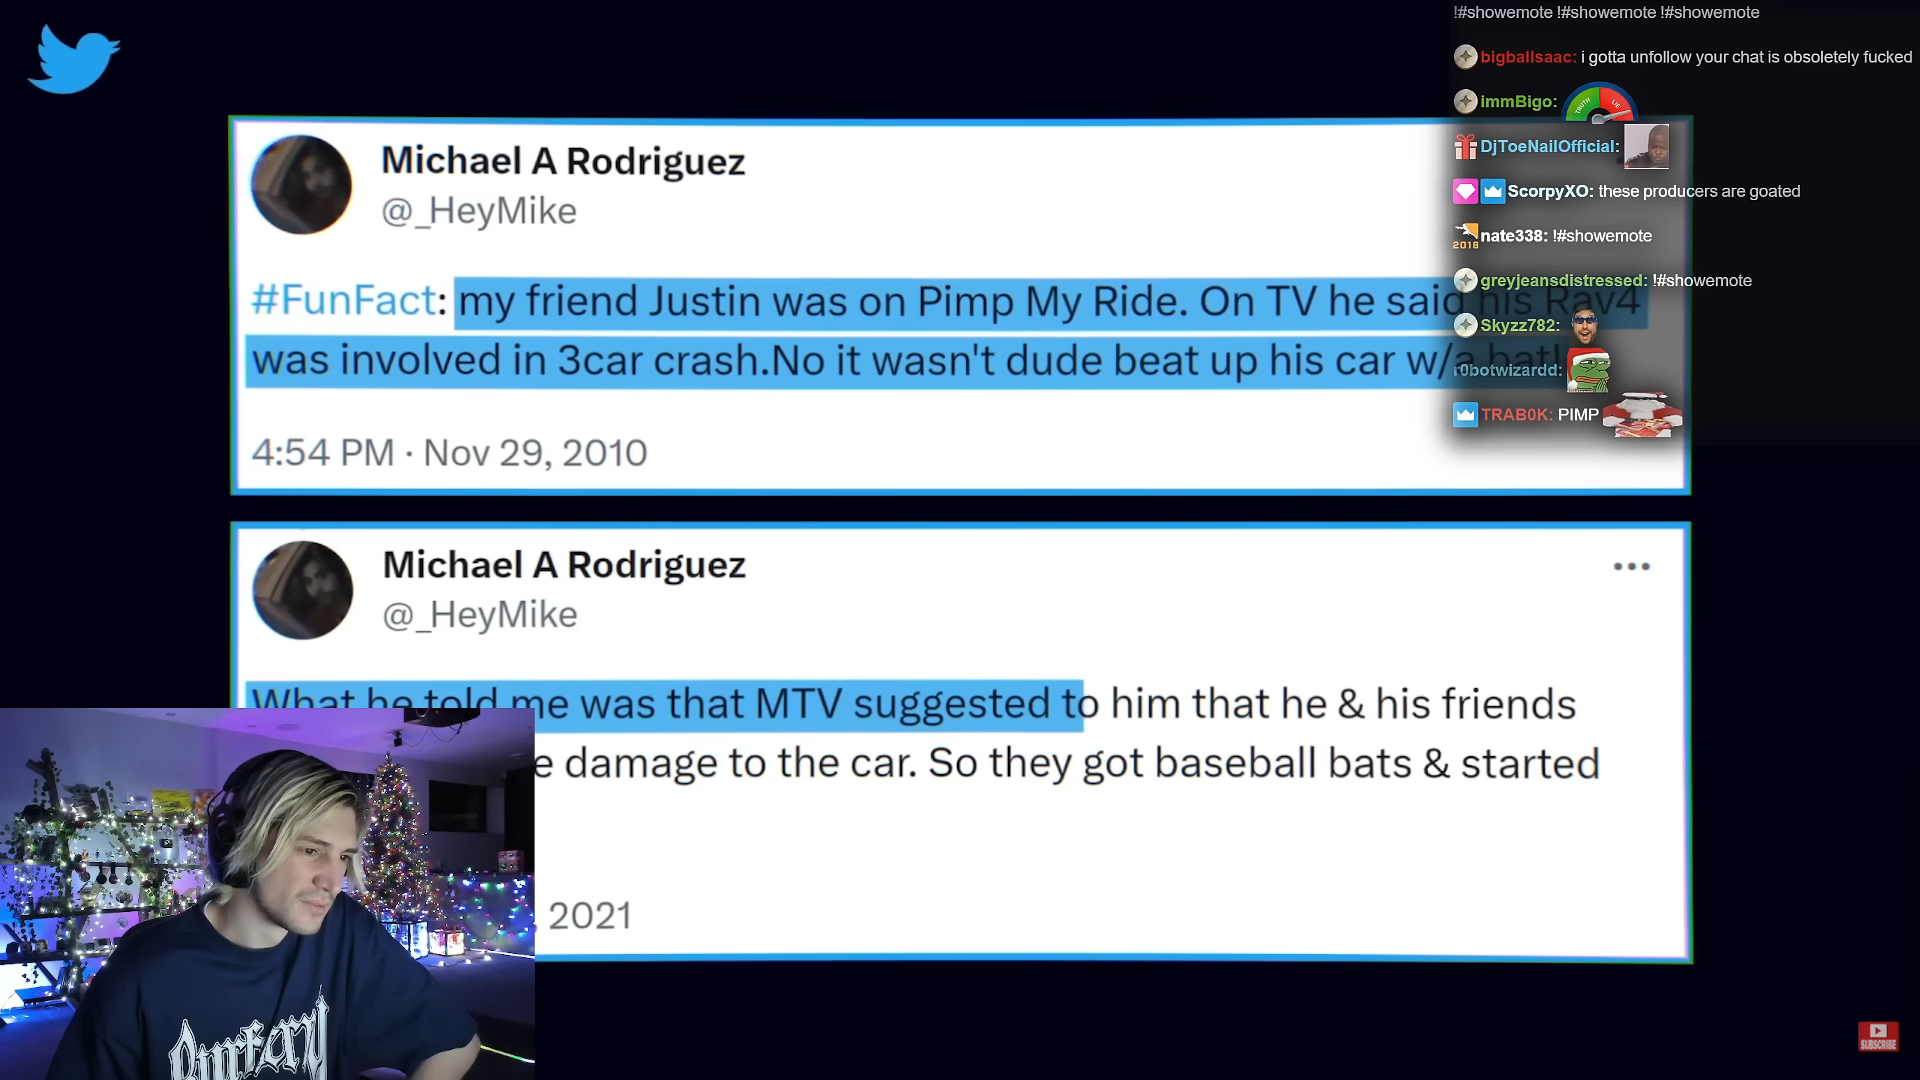 !#showemote !#showemote !#showemote
bigballsaac: i gotta unfollow your chat is obsoletely fucked
immBigo:
TRUTH LIE
DjToeNailOfficial:
ScorpyXO: these producers are goated
2018 nate338: !#showemote
greyjeansdistressed: !#showemote
Skyzz782:
r0botwizardd:
TRAB0K: PIMP
Michael A Rodriguez
@_HeyMike
#FunFact: my friend Justin was on Pimp My Ride. On TV he said his Rav4
was involved in 3car crash.No it wasn't dude beat up his car w/a bat!
4:54 PM · Nov 29, 2010
Michael A Rodriguez
@_HeyMike
What he told me was that MTV suggested to him that he & his friends
e damage to the car. So they got baseball bats & started
, 2021
SUBSCRIBE